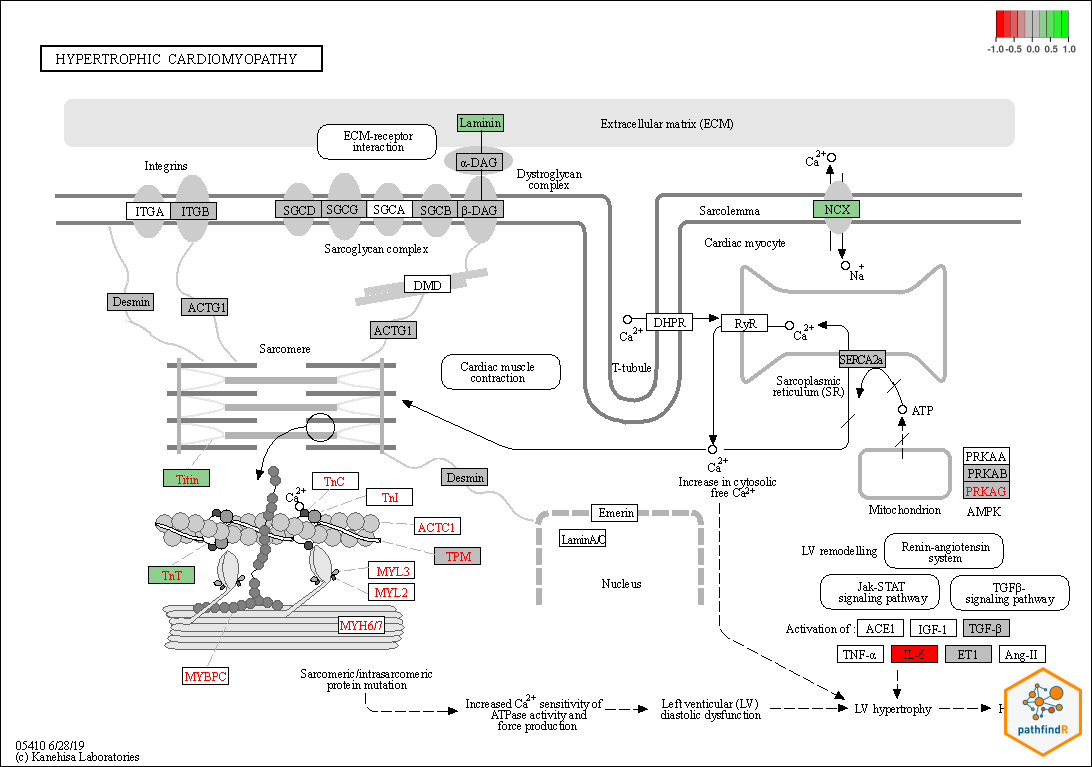 -1.0 -0.5 0.0 0.5 1.0
HYPERTROPHIC CARDIOMYOPATHY
Laminin
Extracellular matrix (ECM)
ECM-receptor
interaction
α-DAG
Integrins
Dystroglycan
complex
Ca2+
ITGA
ITGB
SGCD
SGCG
SGCA
SGCB
β-DAG
Sarcolemma
NCX
Sarcoglycan complex
Cardiac myocyte
Na+
DMD
Desmin
ACTG1
ACTG1
DHPR
RyR
Ca2+
Ca2+
Sarcomere
SERCA2a
Cardiac muscle
contraction
T-tubule
Sarcoplasmic
reticulum (SR)
ATP
Ca2+
Increase in cytosolic
free Ca2+
PRKAA
PRKAB
PRKAG
AMPK
Mitochondrion
Titin
TnC
Desmin
Ca2+
TnI
ACTC1
Emerin
LaminA/C
TPM
TnT
MYL3
MYL2
Nucleus
LV remodelling
Renin-angiotensin
system
Jak-STAT
signaling pathway
TGFβ-
signaling pathway
MYH6/7
Activation of :
ACE1
IGF-1
TGF-β
TNF-α
IL-6
ET1
Ang-II
MYBPC
Sarcomeric/intrasarcomeric
protein mutation
Increased Ca2+ sensitivity of
ATPase activity and
force production
Left venticular (LV)
diastolic dysfunction
LV hypertrophy
H
pathfindR
05410 6/28/19
(c) Kanehisa Laboratories